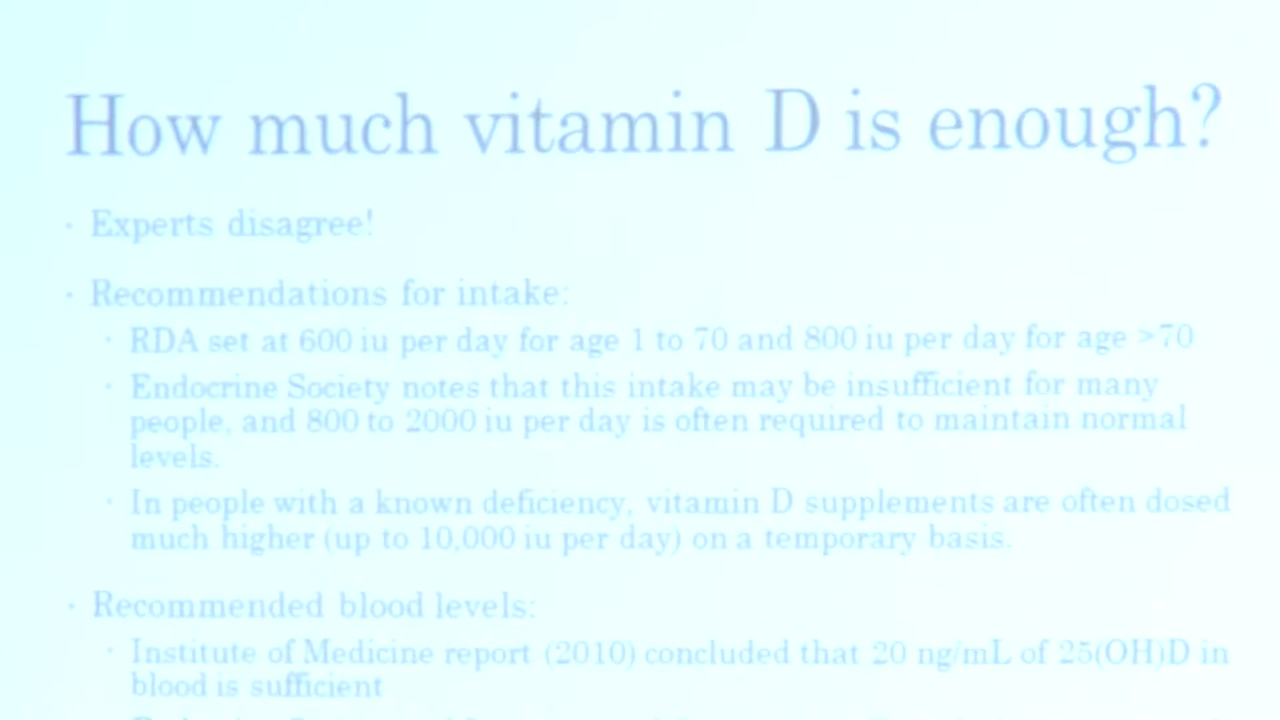 How much vitamin D is enough?
· Experts disagree!
· Recommendations for intake:
· RDA set at 600 iu per day for age 1 to 70 and 800 iu per day for age >70
· Endocrine Society notes that this intake may be insufficient for many
people, and 800 to 2000 iu per day is often required to maintain normal
levels.
· In people with a known deficiency, vitamin D supplements are often dosed
much higher (up to 10,000 iu per day) on a temporary basis.
· Recommended blood levels:
· Institute of Medicine report (2010) concluded that 20 ng/mL of 25(OH)D in
blood is sufficient